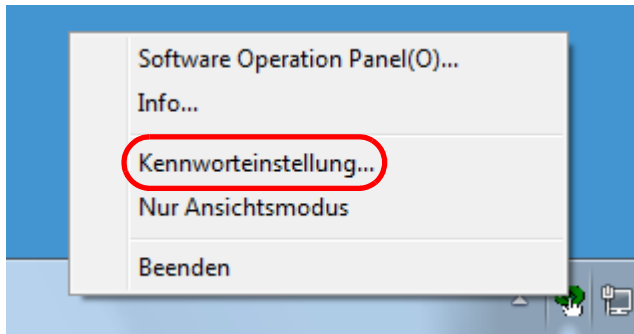 Software Operation Panel(O)...
Info...
Kennworteinstellung...
Nur Ansichtsmodus
Beenden